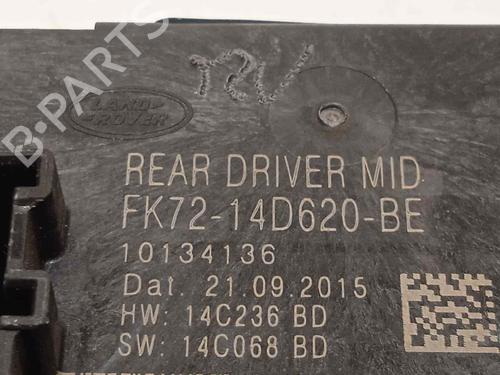 LAND-
ROVER
REAR DRIVER MID
FK72-14D620-BE
10134136
Dat. 21.09.2015
HW: 14C236 BD
SW: 14C068 BD
B-PARTS